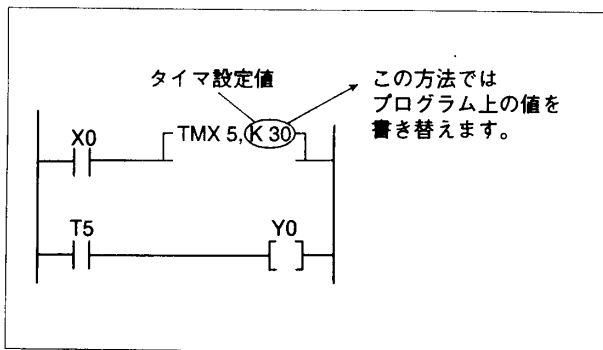 タイマ設定値
この方法では
プログラム上の値を
書き替えます。
X0
TMX 5, K 30
T5
Y0